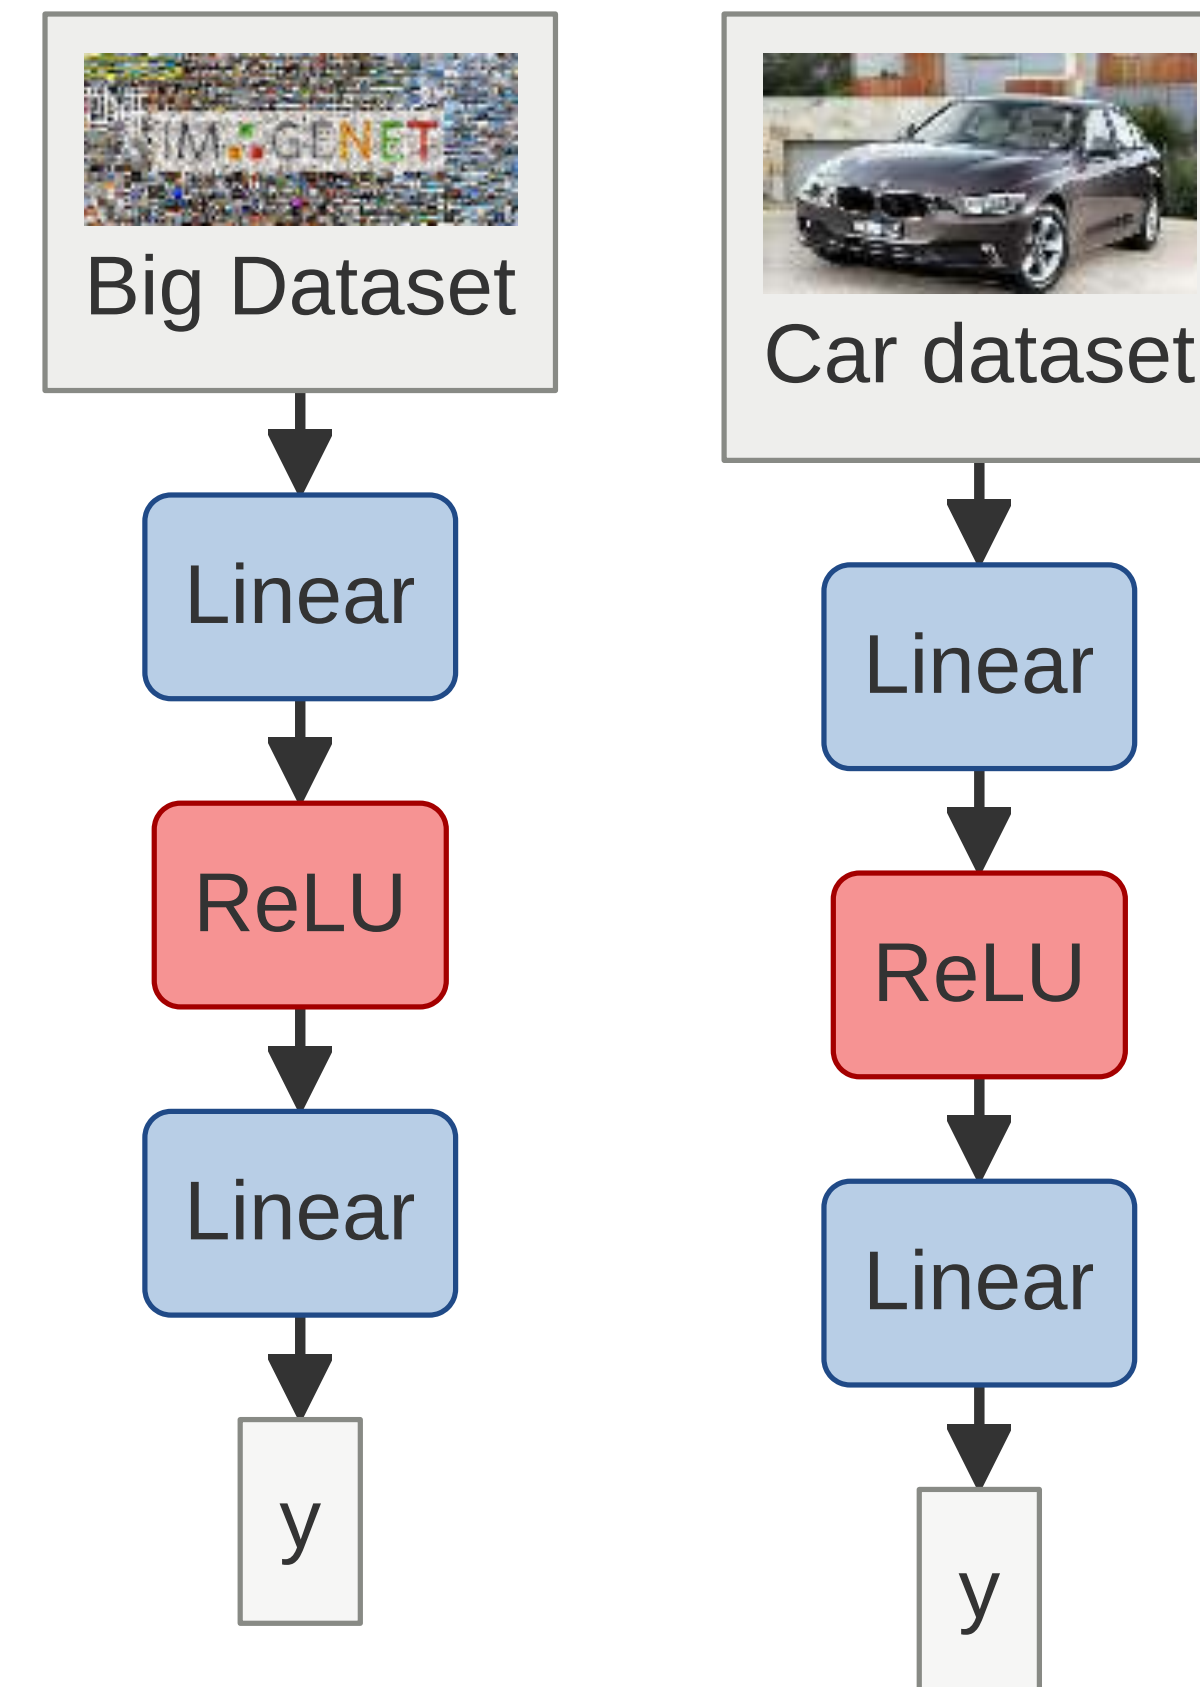 IMAGENET
Big Dataset
Linear
ReLU
Linear
y
Car dataset
Linear
ReLU
Linear
y